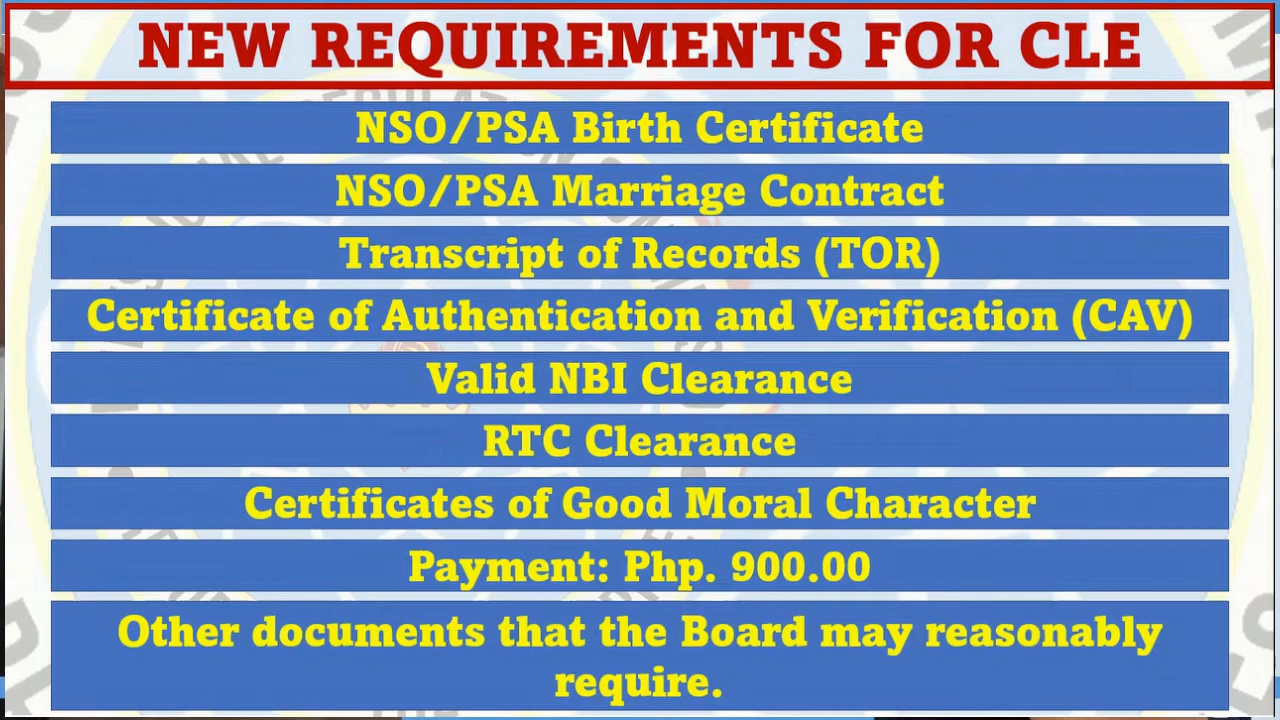 NEW REQUIREMENTS FOR CLE
NSO/PSA Birth Certificate
NSO/PSA Marriage Contract
Transcript of Records (TOR)
Certificate of Authentication and Verification (CAV)
Valid NBI Clearance
RTC Clearance
Certificates of Good Moral Character
Payment: Php. 900.00
Other documents that the Board may reasonably
require.